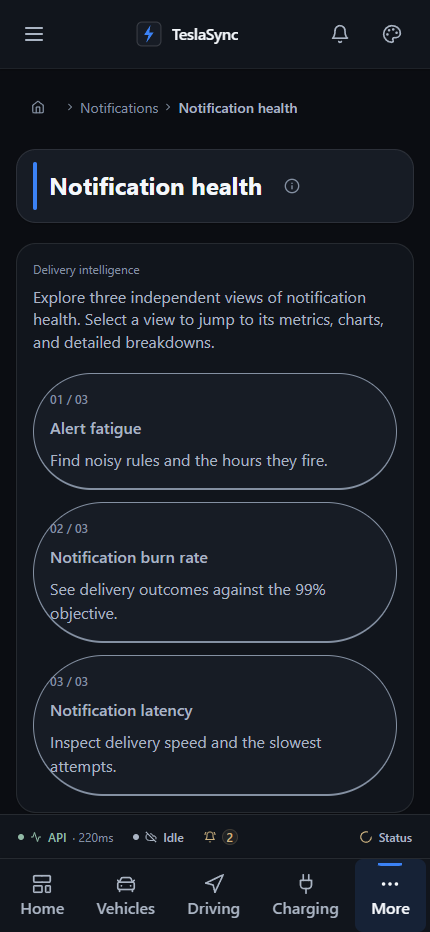 TeslaSync
Notifications
Notification health
Notification health
Delivery intelligence
Explore three independent views of notification
health. Select a view to jump to its metrics, charts,
and detailed breakdowns.
01 / 03
Alert fatigue
Find noisy rules and the hours they fire.
02 / 03
Notification burn rate
See delivery outcomes against the 99%
objective.
03 / 03
Notification latency
Inspect delivery speed and the slowest
attempts.
API · 220ms
Idle
2
Status
Home
Vehicles
Driving
Charging
More